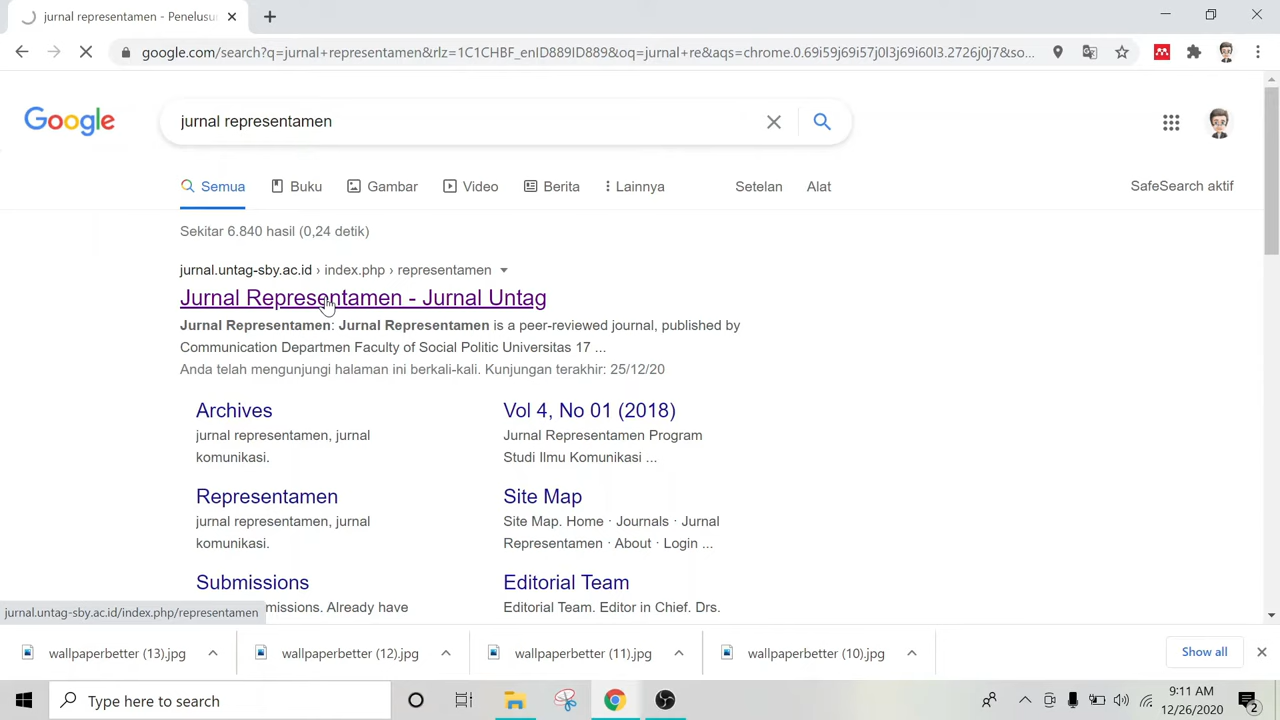 jurnal representamen - Penelusu
google.com/search?q=jurnal+representamen&rlz=1C1CHBF_enID889ID889&oq=jurnal+re&aqs=chrome.0.69i59j69i57j0l3j69i60l3.2726j0j7&so...
Google
jurnal representamen
Semua Buku Gambar Video Berita Lainnya Setelan Alat SafeSearch aktif
Sekitar 6.840 hasil (0,24 detik)
jurnal.untag-sby.ac.id › index.php › representamen
Jurnal Representamen - Jurnal Untag
Jurnal Representamen: Jurnal Representamen is a peer-reviewed journal, published by
Communication Departmen Faculty of Social Politic Universitas 17 ...
Anda telah mengunjungi halaman ini berkali-kali. Kunjungan terakhir: 25/12/20
Archives
jurnal representamen, jurnal
komunikasi.
Vol 4, No 01 (2018)
Jurnal Representamen Program
Studi Ilmu Komunikasi ...
Representamen
jurnal representamen, jurnal
komunikasi.
Site Map
Site Map. Home · Journals · Jurnal
Representamen · About · Login ...
Submissions
missions. Already have
Editorial Team
Editorial Team. Editor in Chief. Drs.
jurnal.untag-sby.ac.id/index.php/representamen
wallpaperbetter (13).jpg wallpaperbetter (12).jpg wallpaperbetter (11).jpg wallpaperbetter (10).jpg Show all
Type here to search
9:11 AM
12/26/2020
2